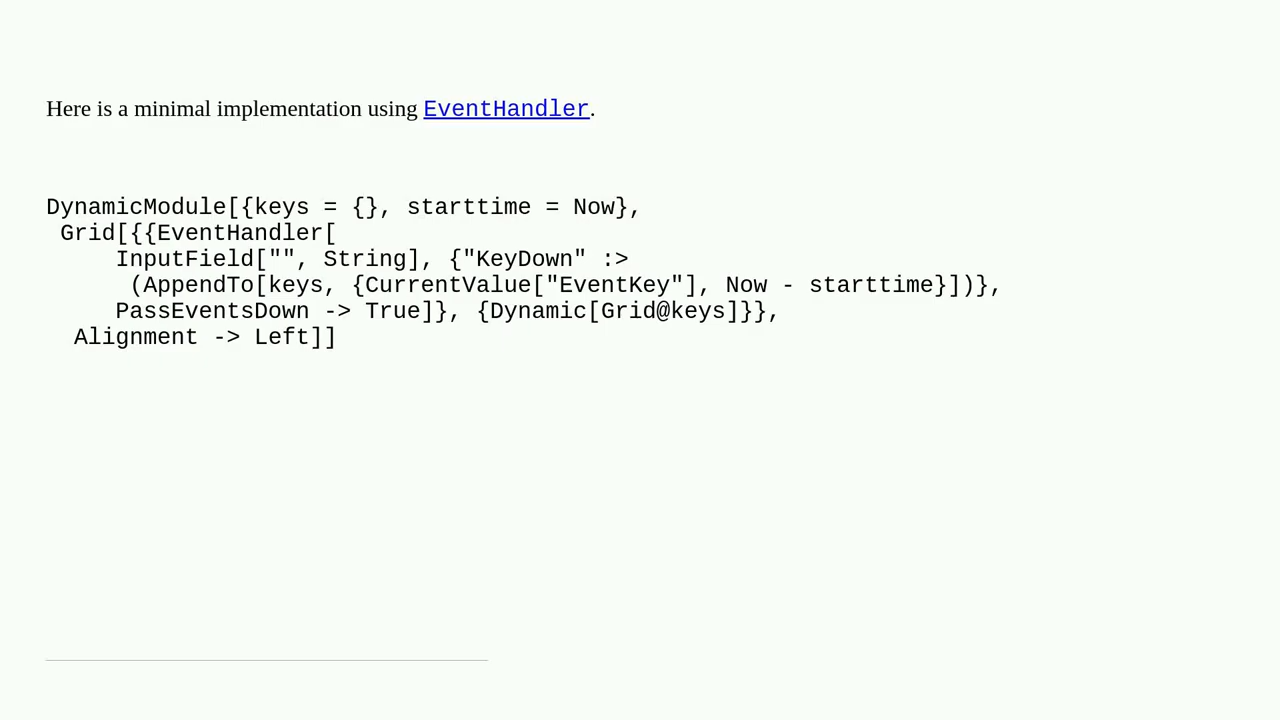 Here is a minimal implementation using EventHandler.
DynamicModule[{keys = {}, starttime = Now},
 Grid[{{EventHandler[
     InputField["", String], {"KeyDown" :>
      (AppendTo[keys, {CurrentValue["EventKey"], Now - starttime}])},
     PassEventsDown -> True]}, {Dynamic[Grid@keys]}},
  Alignment -> Left]]